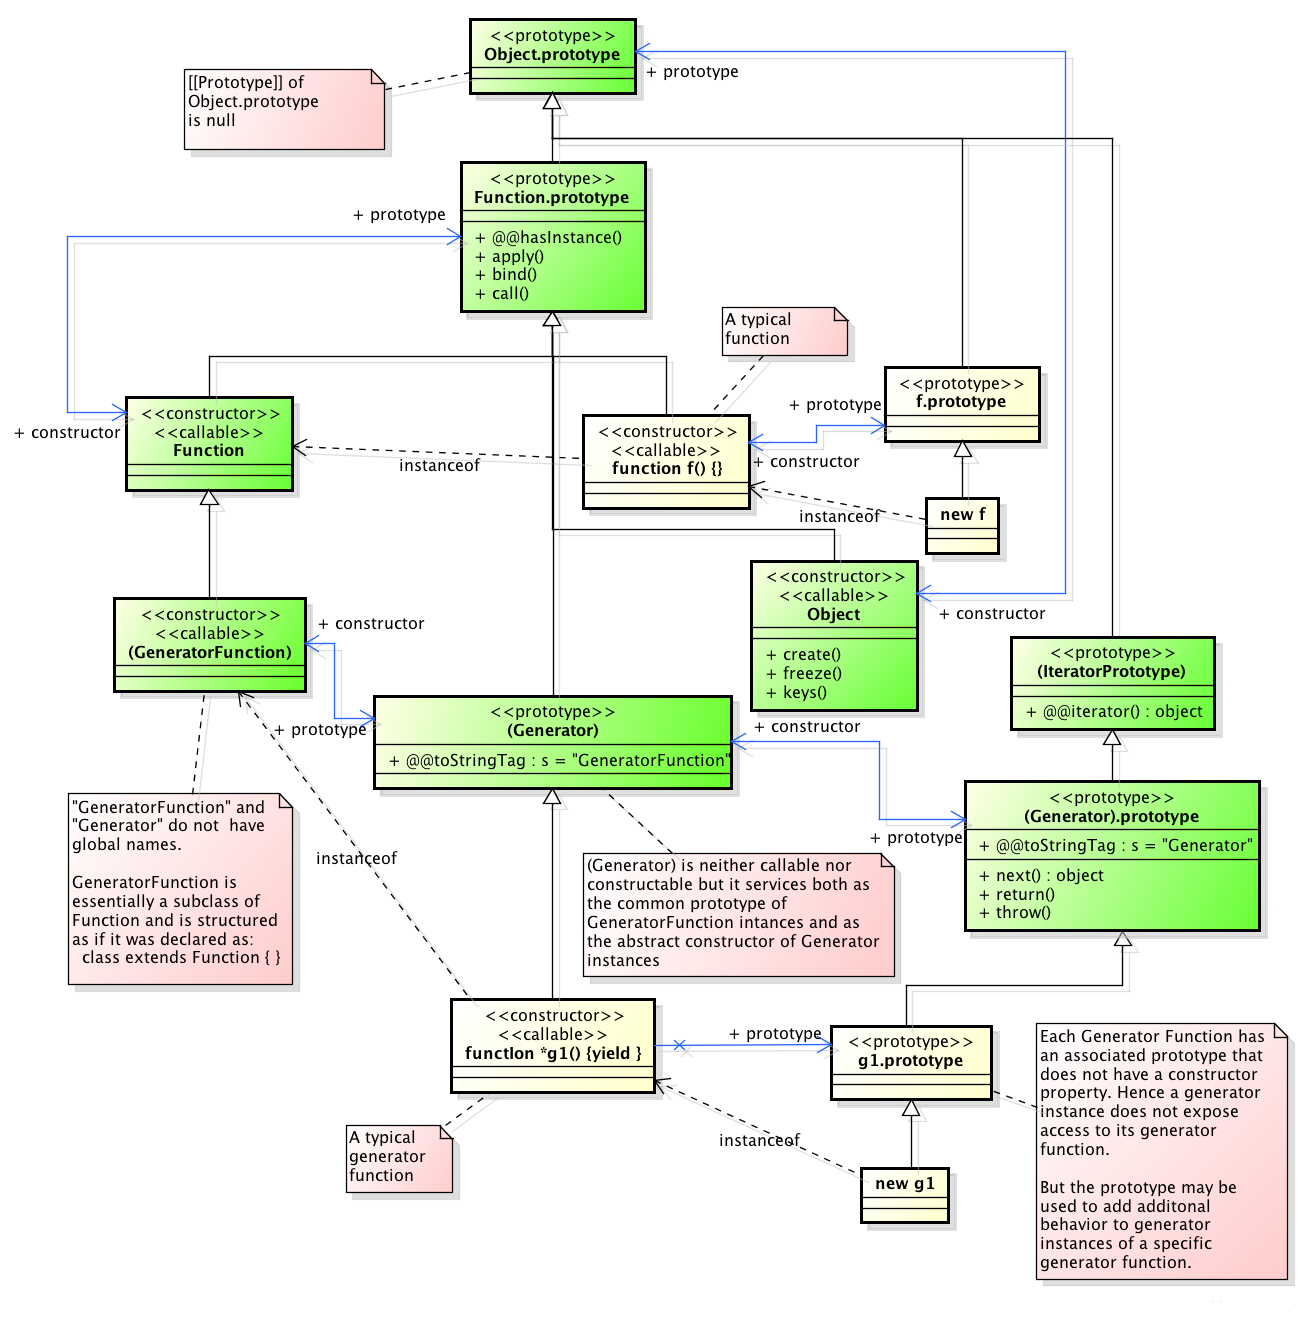 <<prototype>>
Object.prototype
+ prototype
[[Prototype]] of
Object.prototype
is null
<<prototype>>
Function.prototype
+ @@hasInstance()
+ apply()
+ bind()
+ call()
+ prototype
A typical
function
<<prototype>>
f.prototype
+ prototype
<<constructor>>
<<callable>>
Function
+ constructor
<<constructor>>
<<callable>>
function f() {}
+ constructor
instanceof
new f
instanceof
<<constructor>>
<<callable>>
Object
+ create()
+ freeze()
+ keys()
+ constructor
<<constructor>>
<<callable>>
(GeneratorFunction)
+ constructor
<<prototype>>
(IteratorPrototype)
+ @@iterator() : object
+ prototype
<<prototype>>
(Generator)
+ @@toStringTag : s = "GeneratorFunction"
+ constructor
<<prototype>>
(Generator).prototype
+ @@toStringTag : s = "Generator"
+ next() : object
+ return()
+ throw()
+ prototype
"GeneratorFunction" and
"Generator" do not  have
global names.
GeneratorFunction is
essentially a subclass of
Function and is structured
as if it was declared as:
class extends Function { }
instanceof
(Generator) is neither callable nor
constructable but it services both as
the common prototype of
GeneratorFunction intances and as
the abstract constructor of Generator
instances
<<constructor>>
<<callable>>
functIon *g1() {yield }
+ prototype
<<prototype>>
g1.prototype
Each Generator Function has
an associated prototype that
does not have a constructor
property. Hence a generator
instance does not expose
access to its generator
function.
But the prototype may be
used to add additonal
behavior to generator
instances of a specific
generator function.
A typical
generator
function
instanceof
new g1